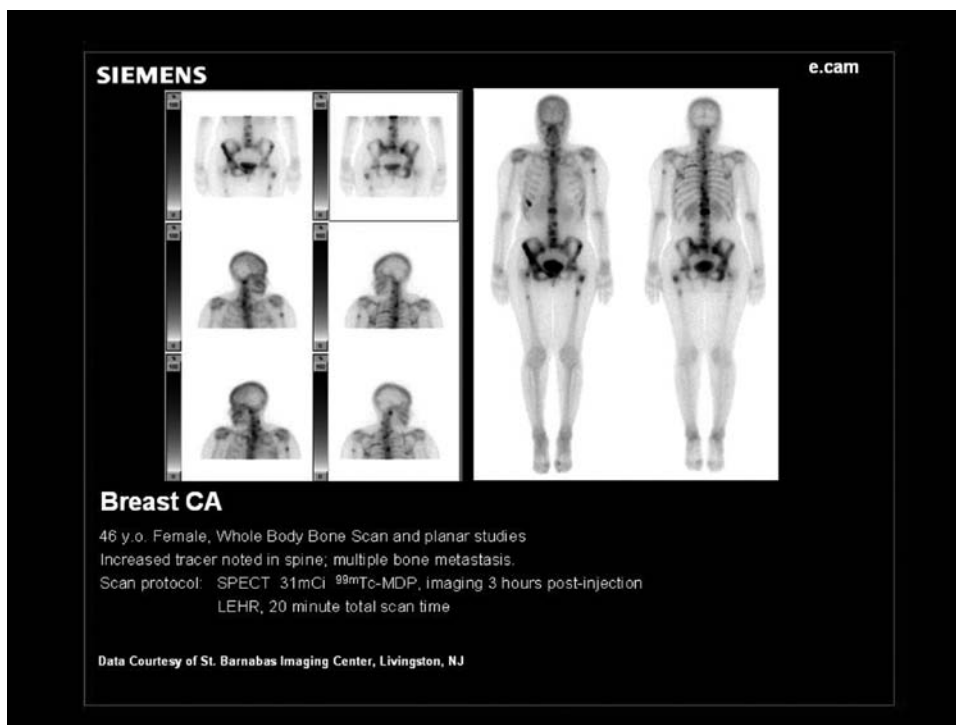 SIEMENS
e.cam
Breast CA
46 y.o. Female, Whole Body Bone Scan and planar studies
Increased tracer noted in spine; multiple bone metastasis.
Scan protocol: SPECT 31mCi ⁹⁹ᵐTc-MDP, imaging 3 hours post-injection
LEHR, 20 minute total scan time
Data Courtesy of St. Barnabas Imaging Center, Livingston, NJ